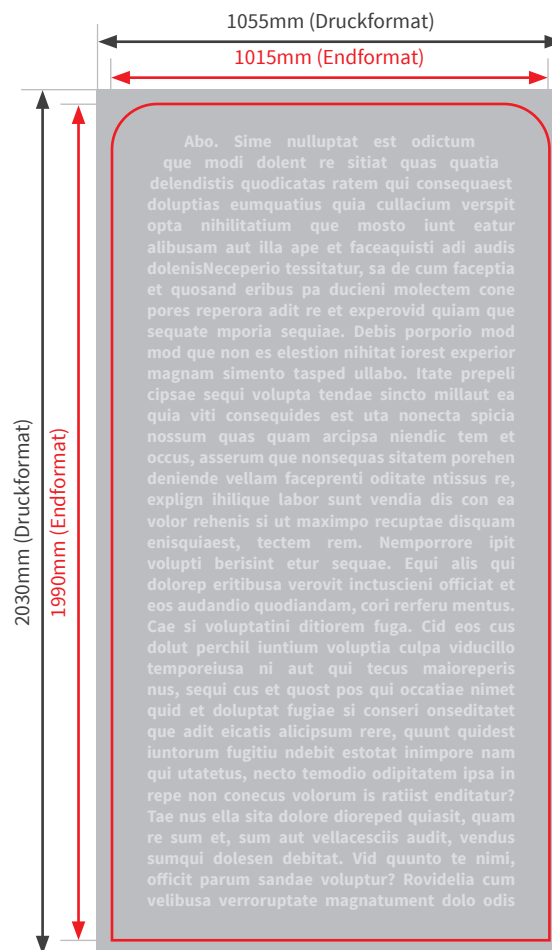 1055mm (Druckformat)
1015mm (Endformat)
2030mm (Druckformat)
1990mm (Endformat)
Abo. Sime nulluptat est odictum
que modi dolent re sitiat quas quatia
delendistis quodicatas ratem qui consequaest
doluptias eumquatius quia cullacium verspit
opta nihilitatium que mosto iunt eatur
alibusam aut illa ape et faceaquisti adi audis
dolenisNeceperio tessitatur, sa de cum faceptia
et quosand eribus pa ducieni molectem cone
pores reperora adit re et experovid quiam que
sequate mporia sequiae. Debis porporio mod
mod que non es elestion nihitat iorest experior
magnam simento tasped ullabo. Itate prepeli
cipsae sequi volupta tendae sincto millaut ea
quia viti consequides est uta nonecta spicia
nossum quas quam arcipsa niendic tem et
occus, asserum que nonsequas sitatem porehen
deniende vellam faceprenti oditate ntissus re,
explign ihilique labor sunt vendia dis con ea
volor rehenis si ut maximpo recuptae disquam
enisquiaest, tectem rem. Nemporrore ipit
volupti berisint etur sequae. Equi alis qui
dolorep eritibusa verovit inctuscieni officiat et
eos audandio quodiandam, cori rerferu mentus.
Cae si voluptatini ditiorem fuga. Cid eos cus
dolut perchil iuntium voluptia culpa viducillo
temporeiusa ni aut qui tecus maioreperis
nus, sequi cus et quost pos qui occatiae nimet
quid et doluptat fugiae si conseri onseditatet
que adit eicatis alicipsum rere, quunt quidest
iuntorum fugitiu ndebit estotat inimpore nam
qui utatetus, necto temodio odipitatem ipsa in
repe non conecus volorum is ratiist enditatur?
Tae nus ella sita dolore dioreped quiasit, quam
re sum et, sum aut vellacesciis audit, vendus
sumqui dolesen debitat. Vid quunto te nimi,
officit parum sandae voluptur? Rovidelia cum
velibusa verroruptate magnatument dolo odis